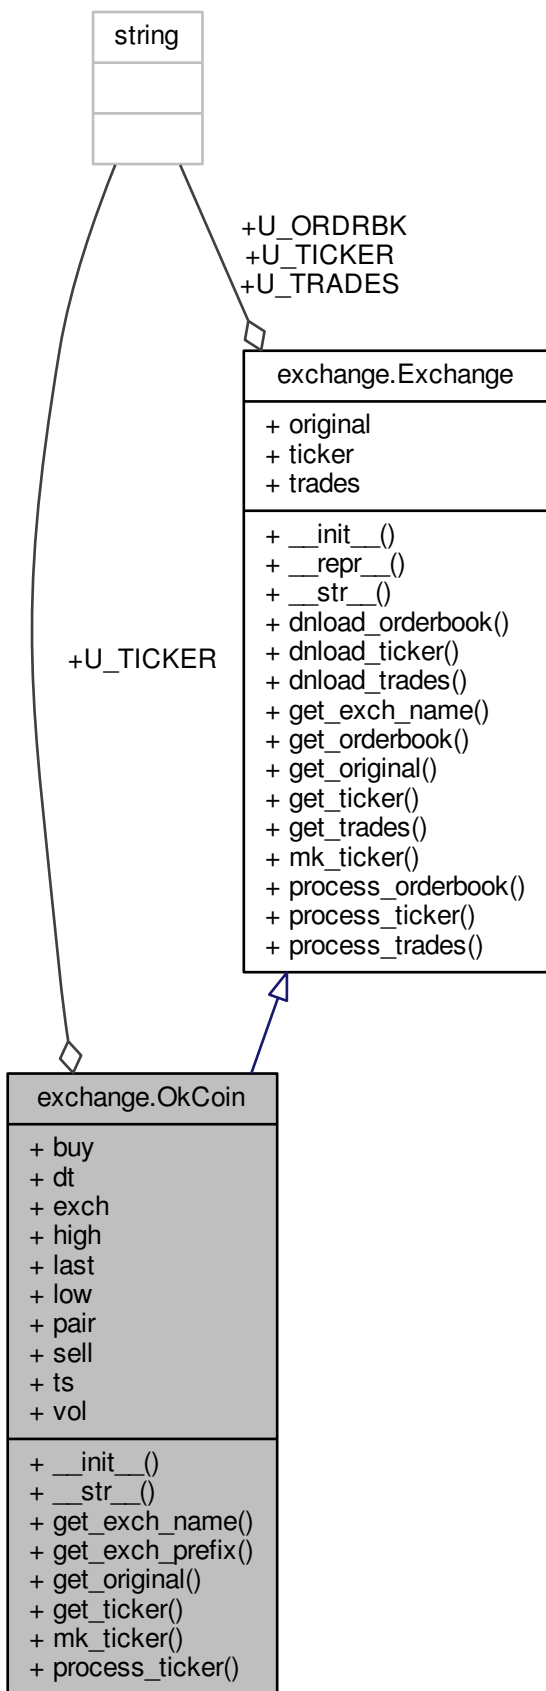 string
+U_ORDRBK
+U_TICKER
+U_TRADES
exchange.Exchange
+ original
+ ticker
+ trades
+ __init__()
+ __repr__()
+ __str__()
+ dnload_orderbook()
+ dnload_ticker()
+ dnload_trades()
+ get_exch_name()
+ get_orderbook()
+ get_original()
+ get_ticker()
+ get_trades()
+ mk_ticker()
+ process_orderbook()
+ process_ticker()
+ process_trades()
+U_TICKER
exchange.OkCoin
+ buy
+ dt
+ exch
+ high
+ last
+ low
+ pair
+ sell
+ ts
+ vol
+ __init__()
+ __str__()
+ get_exch_name()
+ get_exch_prefix()
+ get_original()
+ get_ticker()
+ mk_ticker()
+ process_ticker()